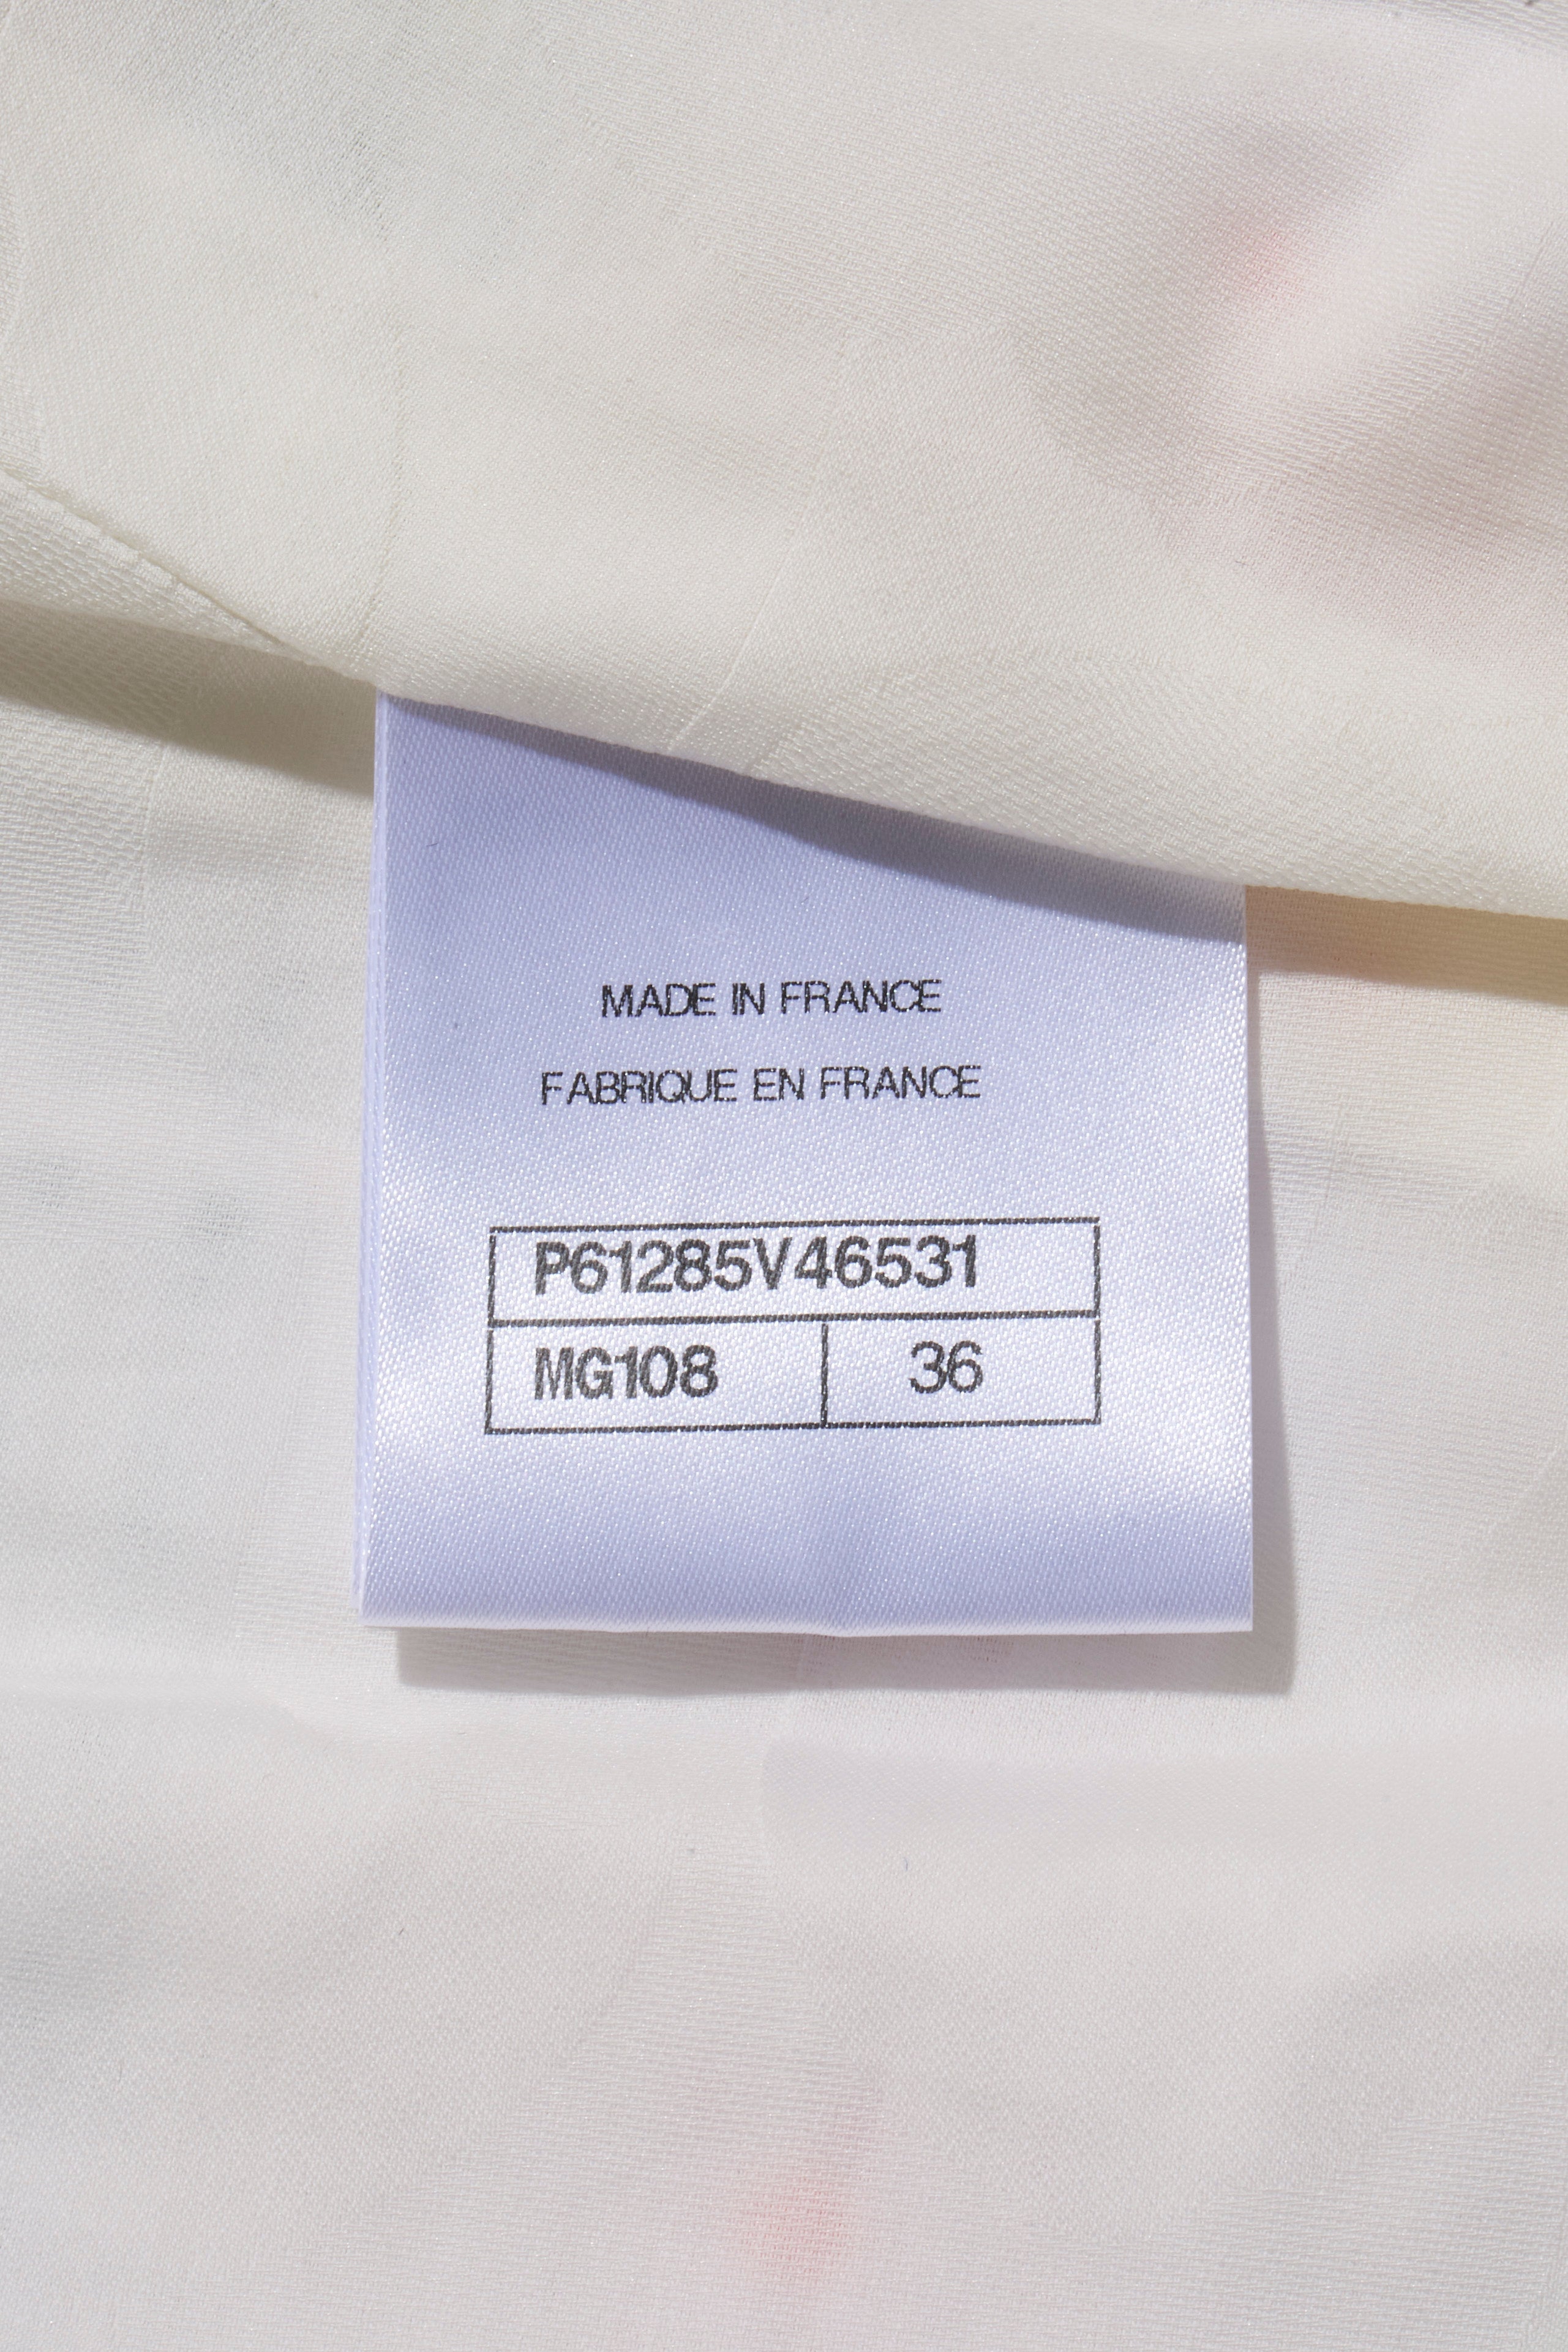 MADE IN FRANCE
FABRIQUE EN FRANCE
P61285V46531
MG108 36